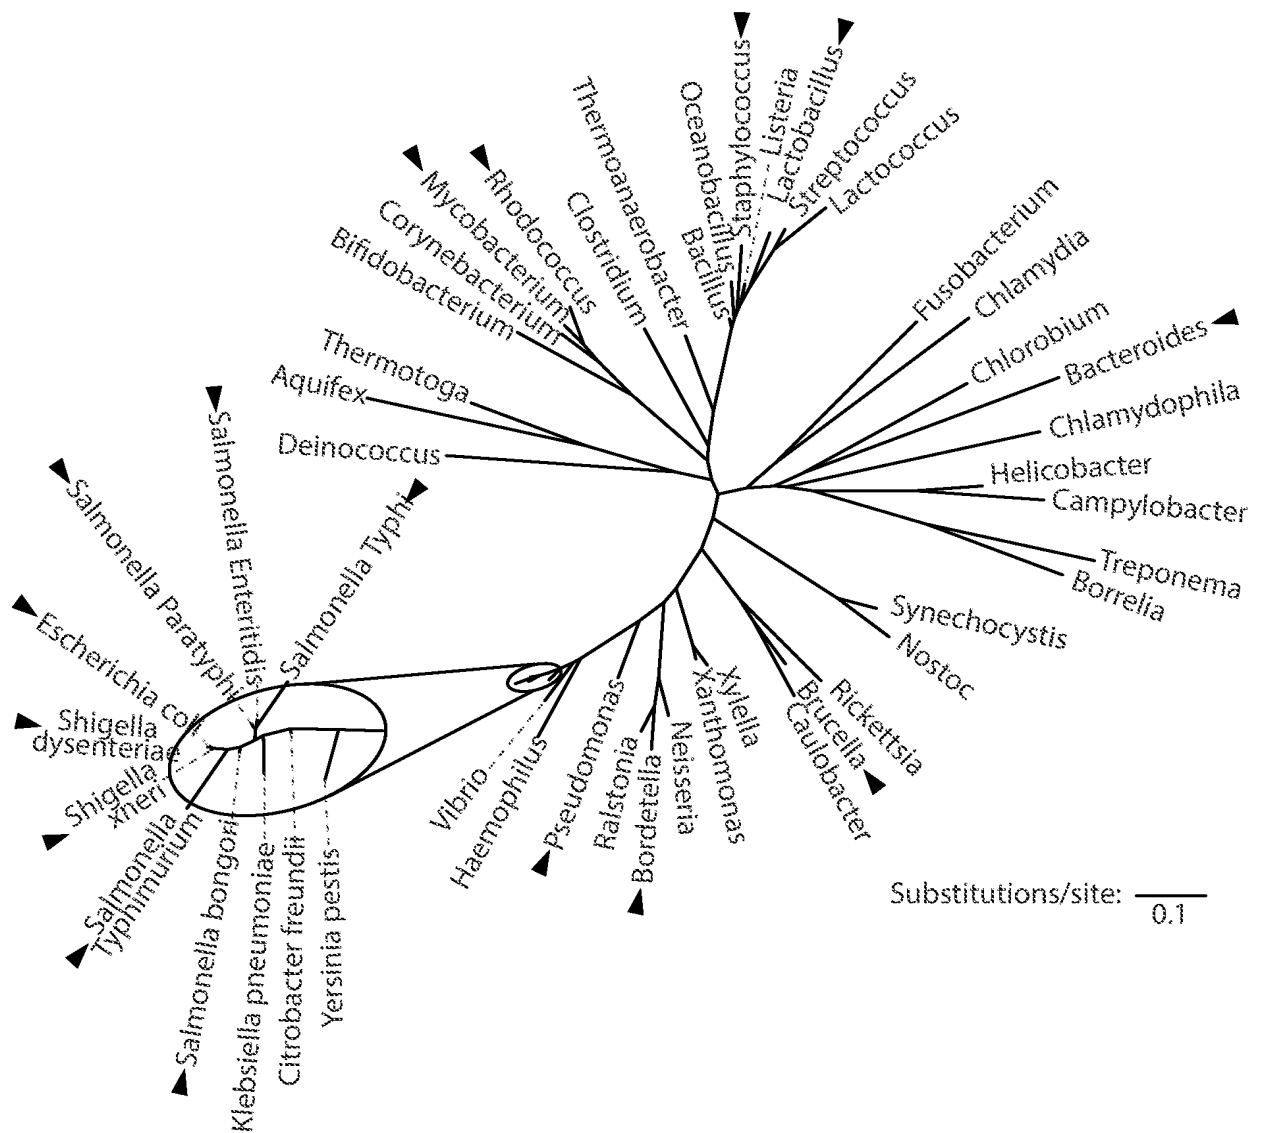 Staphylococcus
Lactobacillus
Listeria
Oceanobacillus
Streptococcus
Thermoanaerobacter
Lactococcus
Rhodococcus
Mycobacterium
Clostridium
Bacillus
Corynebacterium
Bifidobacterium
Fusobacterium
Chlamydia
Chlorobium
Bacteroides
Thermotoga
Aquifex
Chlamydophila
Deinococcus
Helicobacter
Campylobacter
Treponema
Borrelia
Synechocystis
Nostoc
Salmonella Enteritidis
Salmonella Paratyphi
Salmonella Typhi
Escherichia coli
Shigella
dysenteriae
Shigella
xneri
Salmonella
Typhimurium
Salmonella bongori
Klebsiella pneumoniae
Citrobacter freundii
Yersinia pestis
Vibrio
Haemophilus
Pseudomonas
Ralstonia
Bordetella
Neisseria
Xanthomonas
Xylella
Caulobacter
Brucella
Rickettsia
Substitutions/site:
0.1